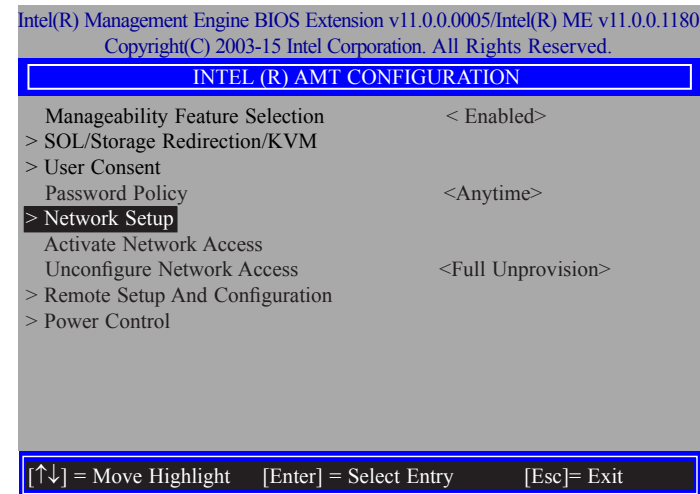 Intel(R) Management Engine BIOS Extension v11.0.0.0005/Intel(R) ME v11.0.0.1180
Copyright(C) 2003-15 Intel Corporation. All Rights Reserved.
INTEL (R) AMT CONFIGURATION
Manageability Feature Selection < Enabled>
> SOL/Storage Redirection/KVM
> User Consent
Password Policy <Anytime>
> Network Setup
Activate Network Access
Unconfigure Network Access <Full Unprovision>
> Remote Setup And Configuration
> Power Control
[↑↓] = Move Highlight [Enter] = Select Entry [Esc]= Exit